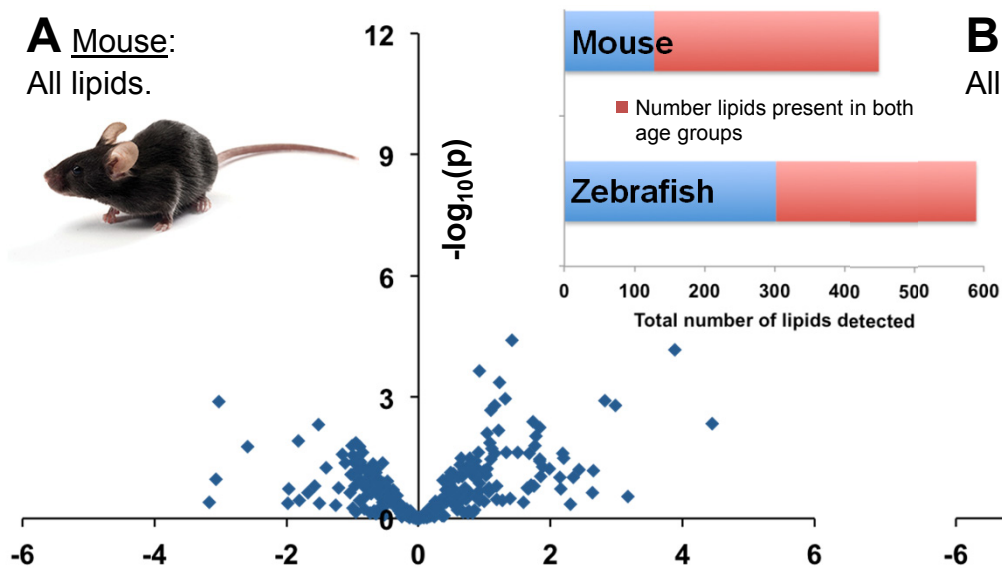 A Mouse:
All lipids.
B
All
12
9
6
3
0
-log10(p)
-6 -4 -2 0 2 4 6
-6
Mouse
Number lipids present in both
age groups
Zebrafish
0 100 200 300 400 500 600
Total number of lipids detected